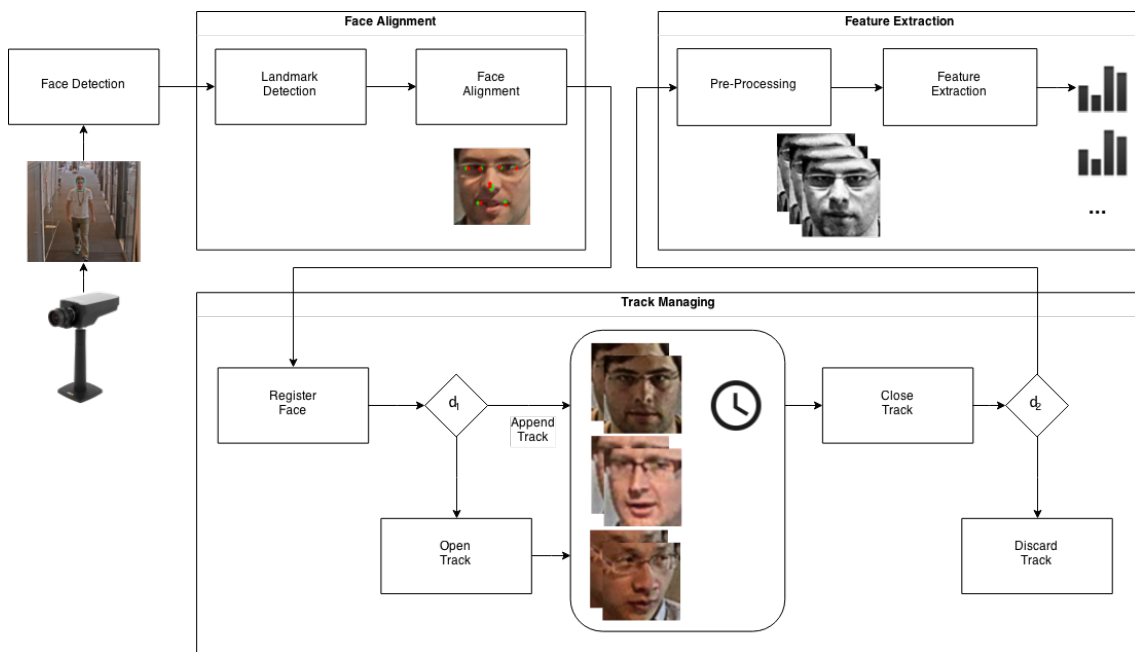 Face Alignment
Feature Extraction
Face Detection
Landmark
Detection
Face
Alignment
Pre-Processing
Feature
Extraction
...
Track Managing
Register
Face
d1
Append
Track
Close
Track
d2
Open
Track
Discard
Track